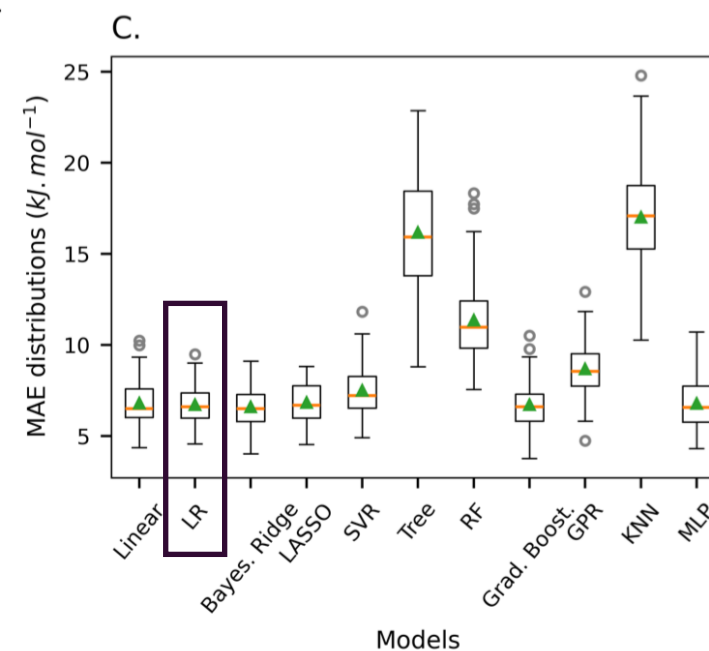 C.
MAE distributions (kJ. mol⁻¹)
25
20
15
10
5
Linear
LR
Bayes. Ridge
LASSO
SVR
Tree
RF
Grad. Boost.
GPR
KNN
MLP
Models